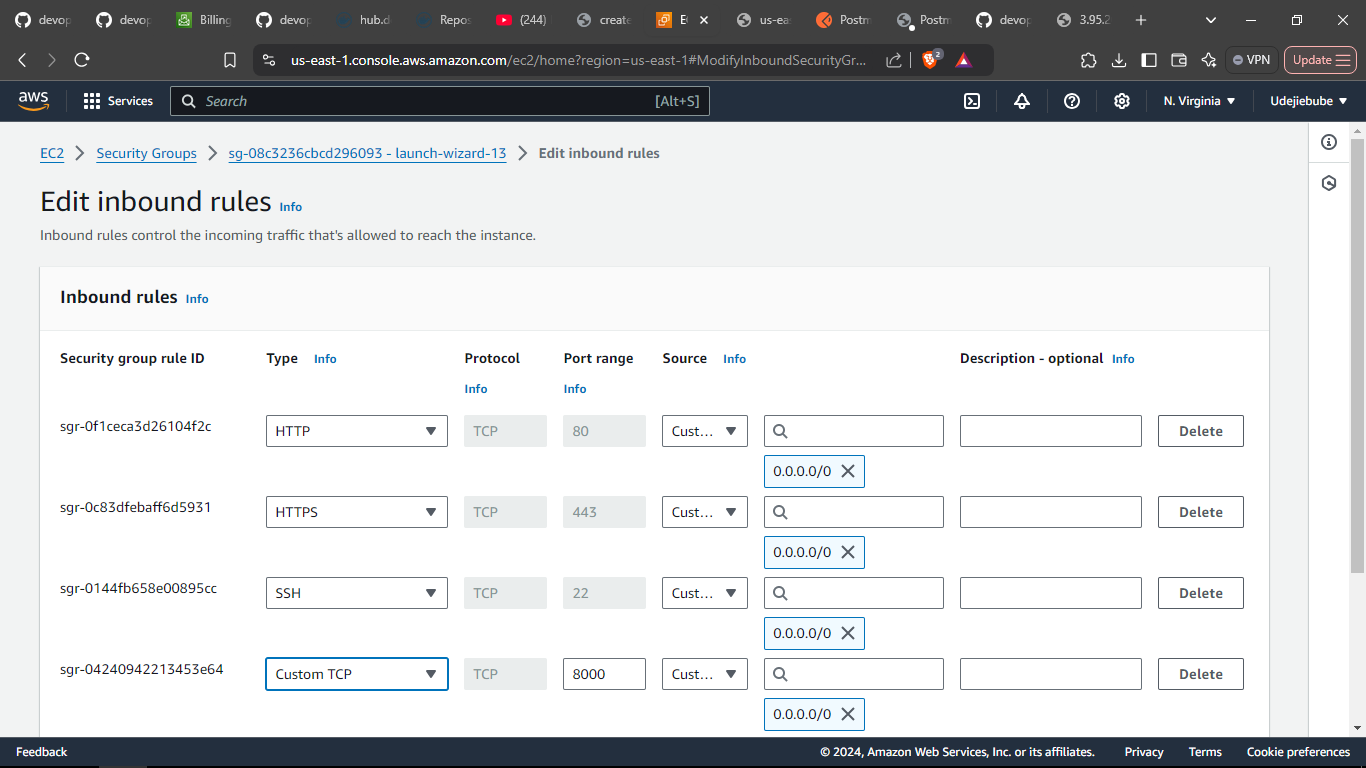 devop
devop
Billing
devop
hub.d
Repos
(244)
create
EC
us-eas
Postm
Postm
devop
3.95.2
us-east-1.console.aws.amazon.com/ec2/home?region=us-east-1#ModifyInboundSecurityGr...
2
VPN
Update
aws
Services
Search
[Alt+S]
N. Virginia
Udejiebube
EC2
Security Groups
sg-08c3236cbcd296093 - launch-wizard-13
Edit inbound rules
Edit inbound rules Info
Inbound rules control the incoming traffic that's allowed to reach the instance.
Inbound rules Info
Security group rule ID
Type Info
Protocol
Info
Port range
Info
Source Info
Description - optional Info
sgr-0f1ceca3d26104f2c
HTTP
TCP
80
Cust...
Delete
0.0.0.0/0
sgr-0c83dfebaff6d5931
HTTPS
TCP
443
Cust...
Delete
0.0.0.0/0
sgr-0144fb658e00895cc
SSH
TCP
22
Cust...
Delete
0.0.0.0/0
sgr-04240942213453e64
Custom TCP
TCP
8000
Cust...
Delete
0.0.0.0/0
Feedback
© 2024, Amazon Web Services, Inc. or its affiliates.
Privacy
Terms
Cookie preferences